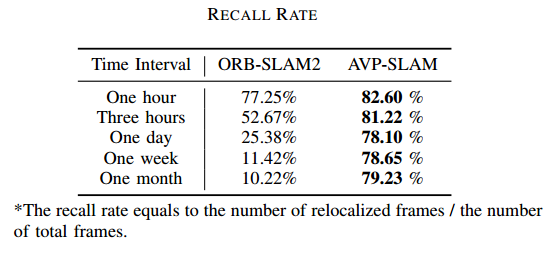 RECALL RATE
Time Interval ORB-SLAM2 AVP-SLAM
One hour 77.25% 82.60 %
Three hours 52.67% 81.22 %
One day 25.38% 78.10 %
One week 11.42% 78.65 %
One month 10.22% 79.23 %
*The recall rate equals to the number of relocalized frames / the number
of total frames.